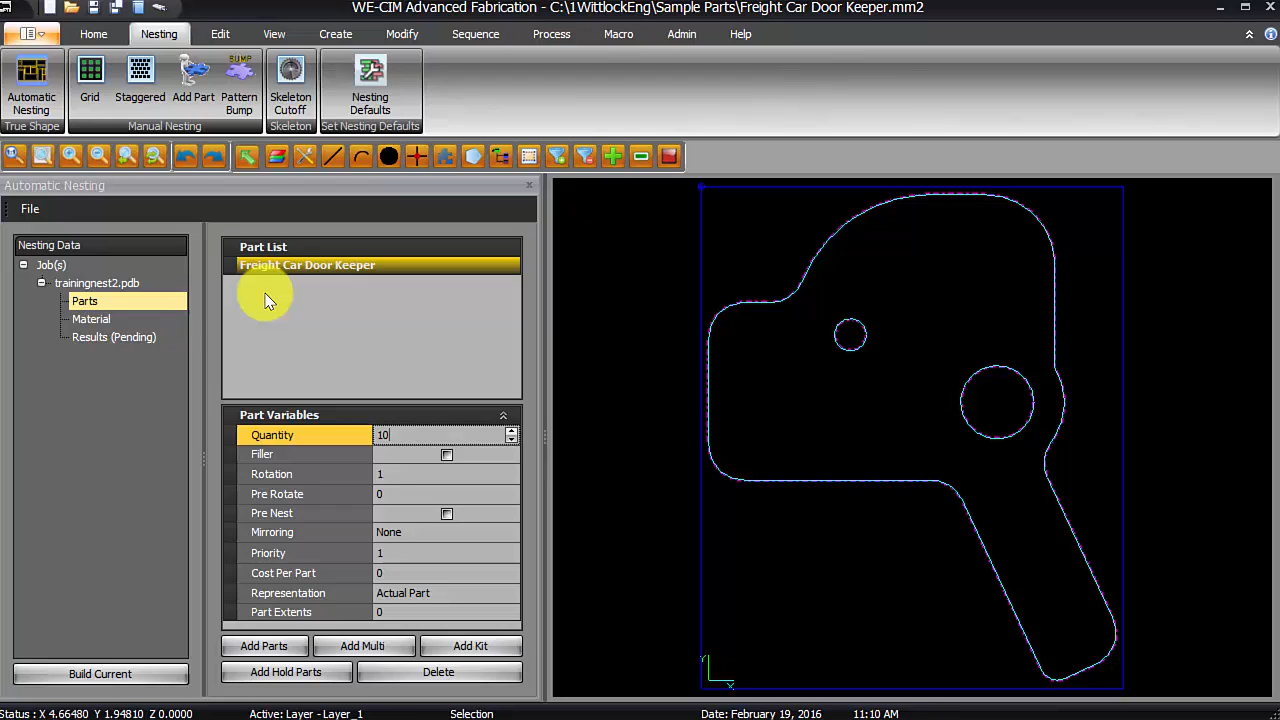 WE-CIM Advanced Fabrication - C:\1WittlockEng\Sample Parts\Freight Car Door Keeper.mm2
Home Nesting Edit View Create Modify Sequence Process Macro Admin Help
Automatic Nesting
Grid
Staggered
Add Part
BUMP
Pattern Bump
Skeleton Cutoff
Nesting Defaults
True Shape
Manual Nesting
Skeleton
Set Nesting Defaults
Automatic Nesting
File
Nesting Data
Job(s)
trainingnest2.pdb
Parts
Material
Results (Pending)
Build Current
Part List
Freight Car Door Keeper
Part Variables
Quantity 10
Filler
Rotation 1
Pre Rotate 0
Pre Nest
Mirroring None
Priority 1
Cost Per Part 0
Representation Actual Part
Part Extents 0
Add Parts Add Multi Add Kit
Add Hold Parts Delete
Y
X
Status : X 4.66480 Y 1.94810 Z 0.0000 Active: Layer - Layer_1 Selection Date: February 19, 2016 11:10 AM